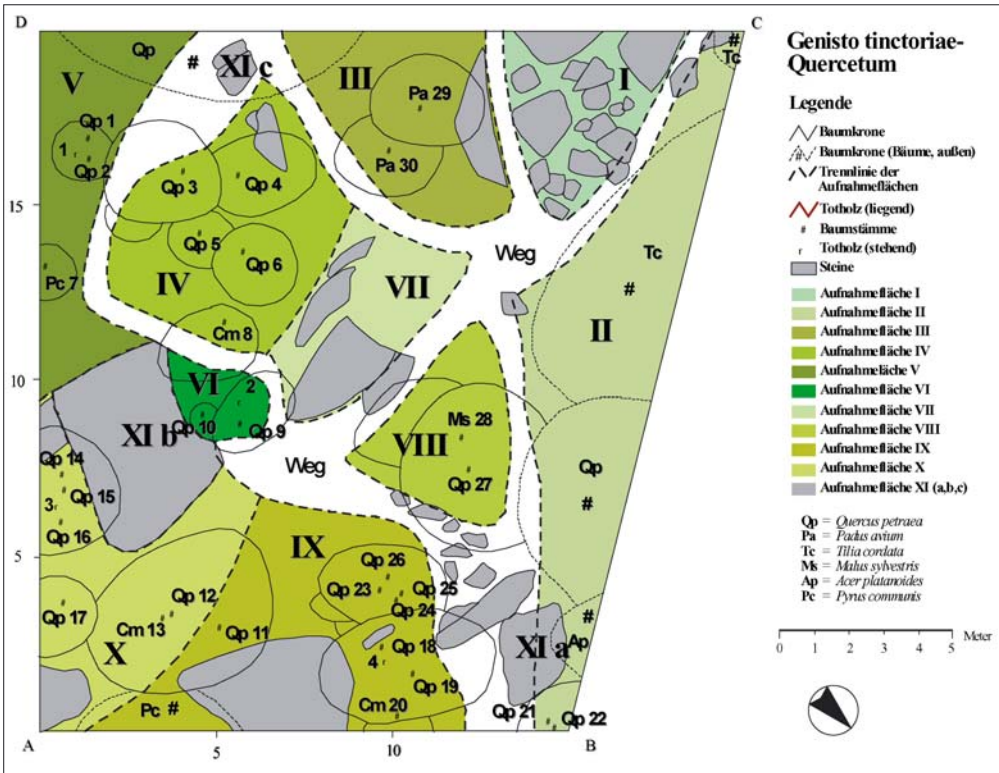 D
C
Qp
#
XI c
#
Tc
V
III
I
Pa 29
Qp 1
1
Qp 2
Pa 30
Qp 3
Qp 4
15
Qp 5
Weg
Tc
#
Pc 7
Qp 6
IV
VII
II
Cm 8
10
VI
2
Qp 10
Qp 9
XI b
Ms 28
VIII
Qp 27
Weg
Qp
#
Qp 14
Qp 15
3
Qp 16
5
IX
Qp 26
Qp 23
Qp 25
Qp 24
Qp 12
Qp 17
Cm 13
Qp 11
Qp 18
X
4
Qp 19
XI a
#
Ap
Cm 20
Pc #
Qp 21
Qp 22
A
5
10
B
Genisto tinctoriae-
Quercetum
Legende
Baumkrone
# Baumkrone (Bäume, außen)
Trennlinie der
Aufnahmeflächen
Totholz (liegend)
# Baumstämme
r Totholz (stehend)
Steine
Aufnahmefläche I
Aufnahmefläche II
Aufnahmefläche III
Aufnahmefläche IV
Aufnahmefläche V
Aufnahmefläche VI
Aufnahmefläche VII
Aufnahmefläche VIII
Aufnahmefläche IX
Aufnahmefläche X
Aufnahmefläche XI (a,b,c)
Qp = Quercus petraea
Pa = Padus avium
Tc = Tilia cordata
Ms = Malus sylvestris
Ap = Acer platanoides
Pc = Pyrus communis
0 1 2 3 4 5 Meter